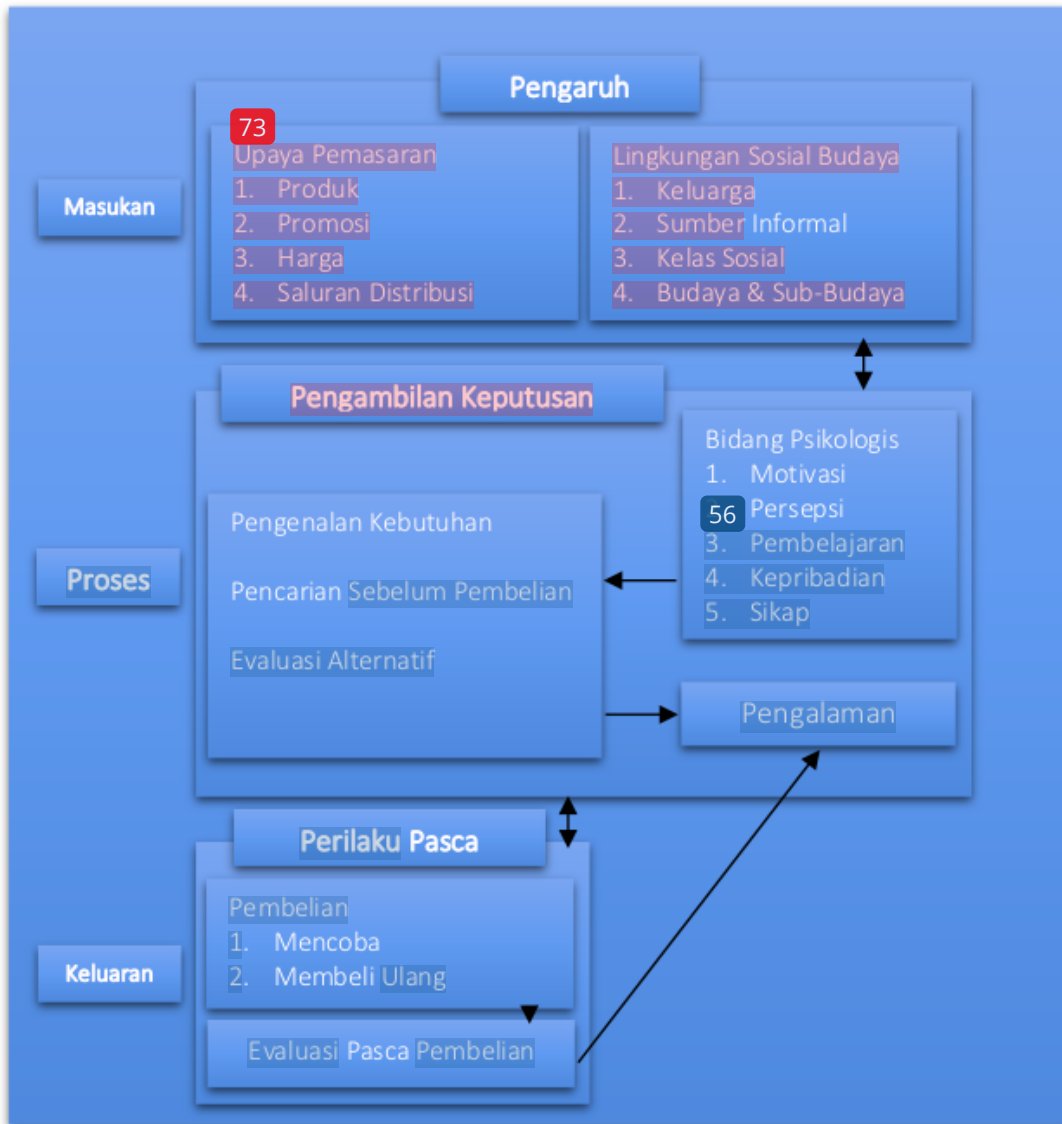 Pengaruh
73
Masukan
Upaya Pemasaran
1. Produk
2. Promosi
3. Harga
4. Saluran Distribusi
Lingkungan Sosial Budaya
1. Keluarga
2. Sumber Informal
3. Kelas Sosial
4. Budaya & Sub-Budaya
Pengambilan Keputusan
Proses
Pengenalan Kebutuhan
Pencarian Sebelum Pembelian
Evaluasi Alternatif
Bidang Psikologis
1. Motivasi
56 Persepsi
3. Pembelajaran
4. Kepribadian
5. Sikap
Pengalaman
Perilaku Pasca
Keluaran
Pembelian
1. Mencoba
2. Membeli Ulang
Evaluasi Pasca Pembelian